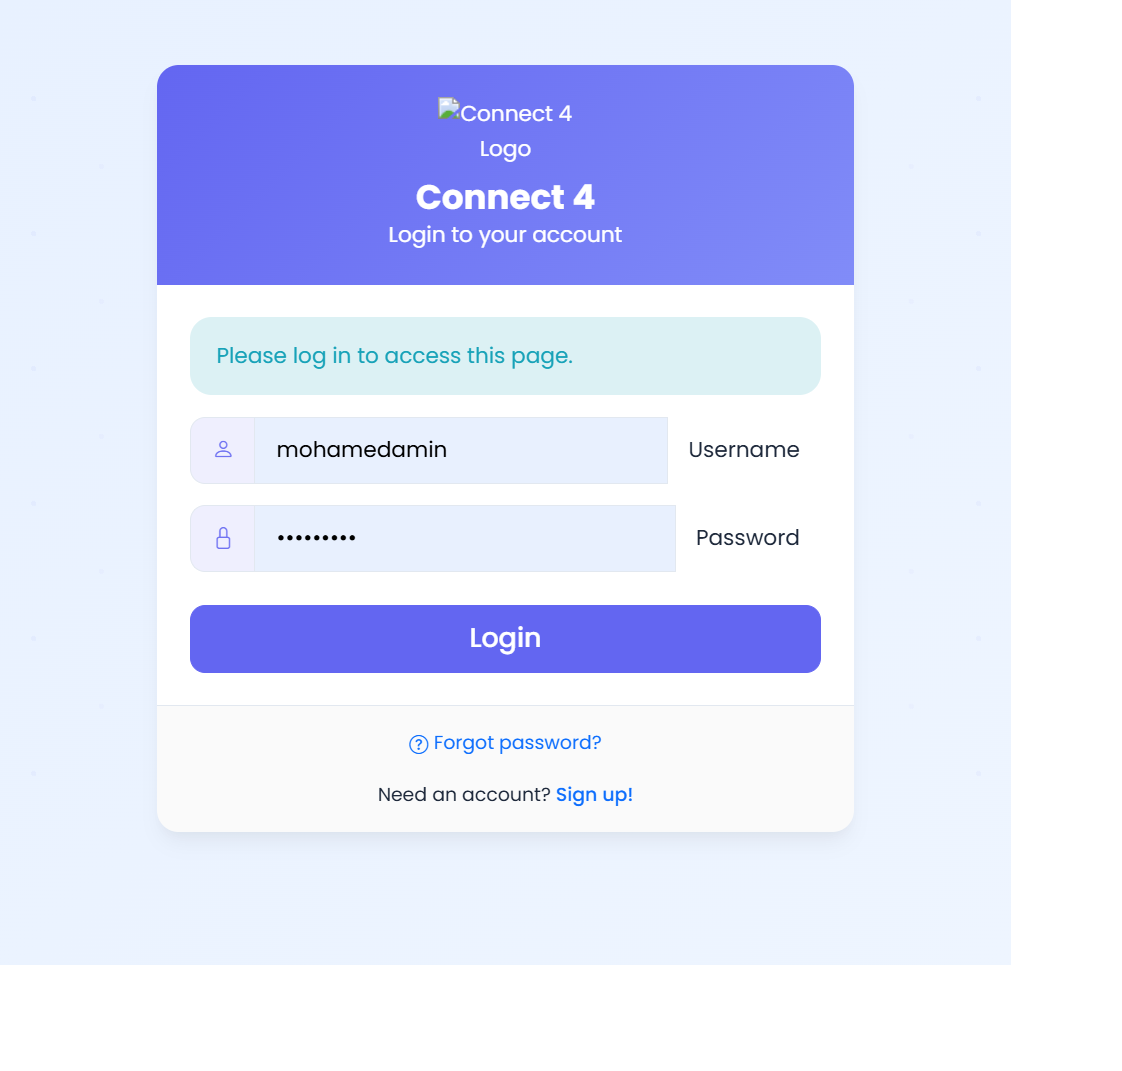 Connect 4
Logo
Connect 4
Login to your account
Please log in to access this page.
mohamedamin Username
••••••••• Password
Login
Forgot password?
Need an account? Sign up!